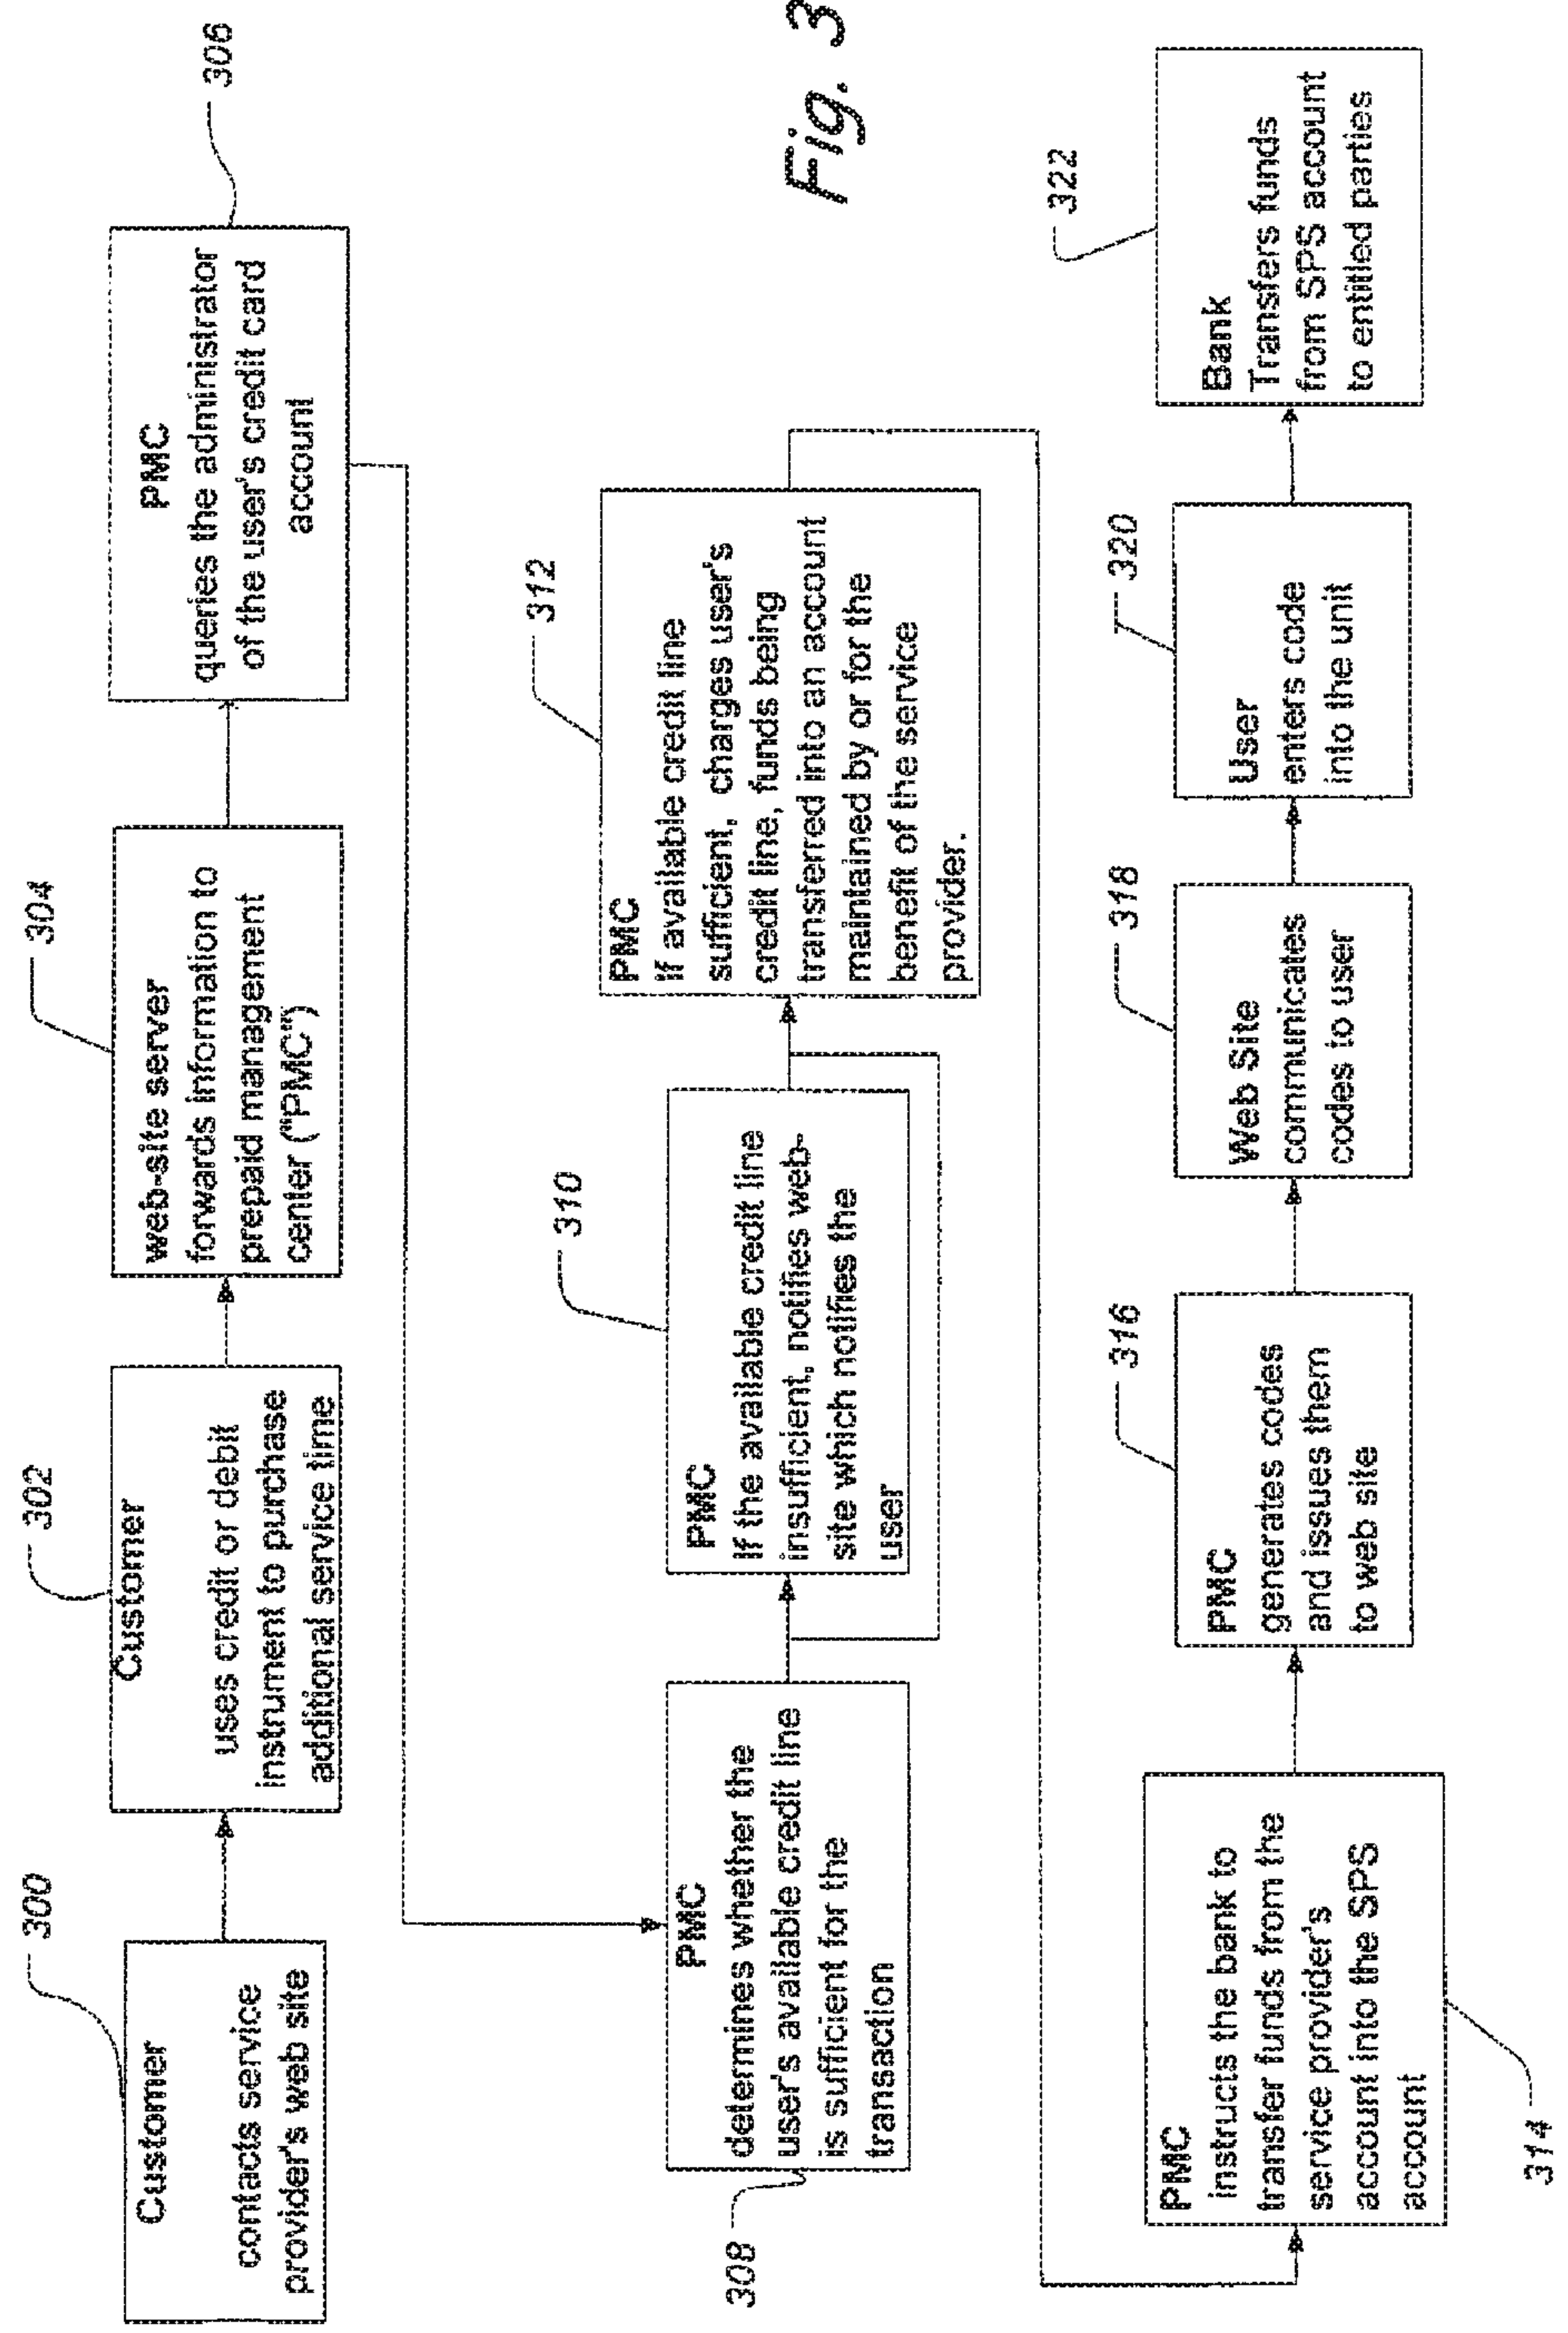 300
Customer
contacts service
provider's web site
302
Customer
uses credit or debit
instrument to purchase
additional service time
304
web-site server
forwards information to
prepaid management
center ("PMC")
306
PMC
queries the administrator
of the user's credit card
account
308
PMC
determines whether the
user's available credit line
is sufficient for the
transaction
310
PMC
If the available credit line
insufficient, notifies web-
site which notifies the
user
312
PMC
If available credit line
sufficient, charges user's
credit line, funds being
transferred into an account
maintained by or for the
benefit of the service
provider.
Fig. 3
314
PMC
instructs the bank to
transfer funds from the
service provider's
account into the SPS
account
316
PMC
generates codes
and issues them
to web site
318
Web Site
communicates
codes to user
320
User
enters code
into the unit
322
Bank
Transfers funds
from SPS account
to entitled parties